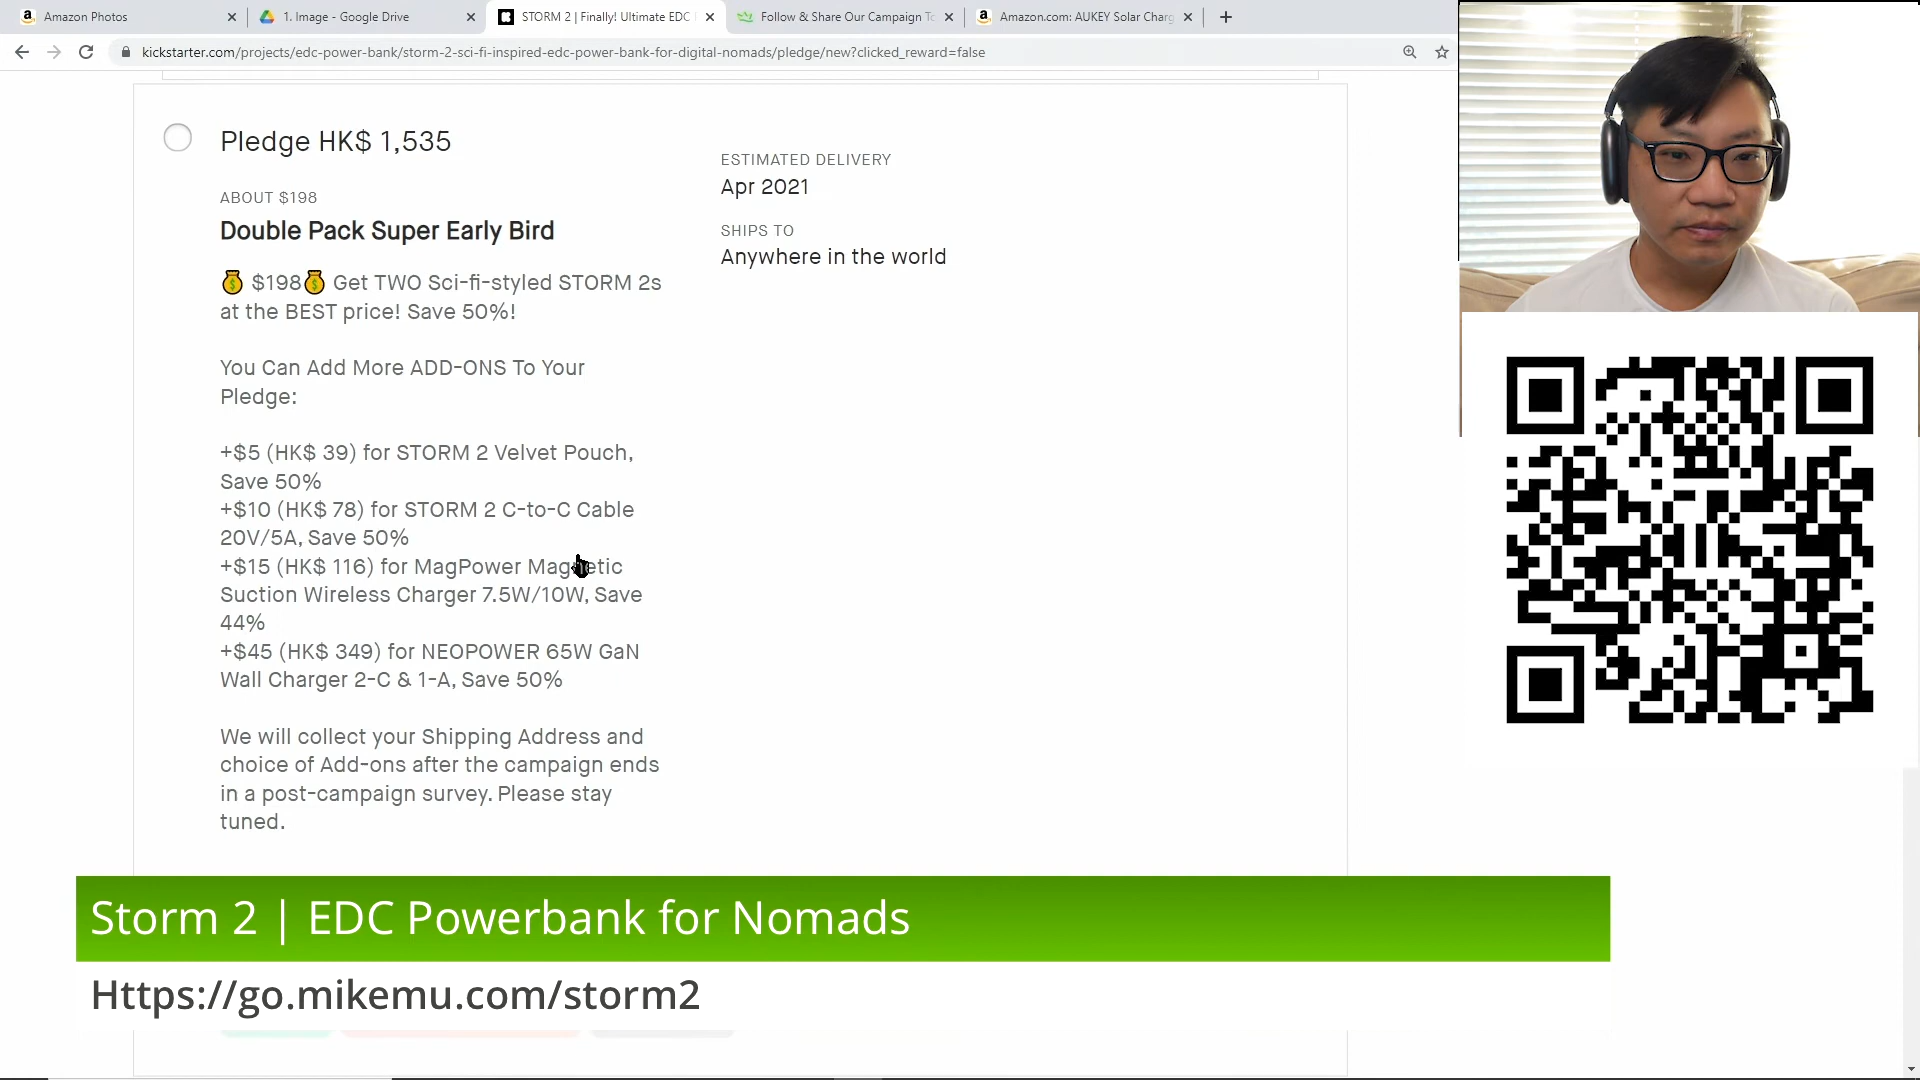 Amazon Photos
1. Image - Google Drive
STORM 2 | Finally! Ultimate EDC
Follow & Share Our Campaign To
Amazon.com: AUKEY Solar Charg
kickstarter.com/projects/edc-power-bank/storm-2-sci-fi-inspired-edc-power-bank-for-digital-nomads/pledge/new?clicked_reward=false
Pledge HK$ 1,535
ABOUT $198
Double Pack Super Early Bird
💰 $198💰 Get TWO Sci-fi-styled STORM 2s
at the BEST price! Save 50%!
You Can Add More ADD-ONS To Your
Pledge:
+$5 (HK$ 39) for STORM 2 Velvet Pouch,
Save 50%
+$10 (HK$ 78) for STORM 2 C-to-C Cable
20V/5A, Save 50%
+$15 (HK$ 116) for MagPower Magnetic
Suction Wireless Charger 7.5W/10W, Save
44%
+$45 (HK$ 349) for NEOPOWER 65W GaN
Wall Charger 2-C & 1-A, Save 50%
We will collect your Shipping Address and
choice of Add-ons after the campaign ends
in a post-campaign survey. Please stay
tuned.
ESTIMATED DELIVERY
Apr 2021
SHIPS TO
Anywhere in the world
Storm 2 | EDC Powerbank for Nomads
Https://go.mikemu.com/storm2